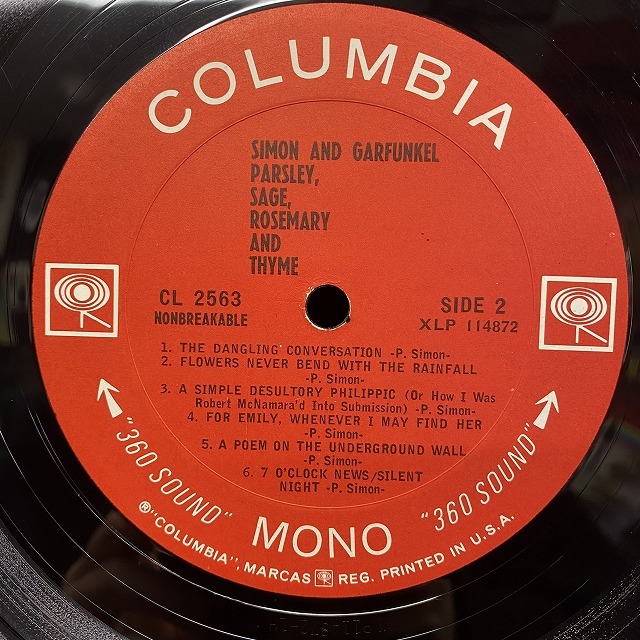 COLUMBIA
SIMON AND GARFUNKEL
PARSLEY,
SAGE,
ROSEMARY
AND
THYME
CL 2563
NONBREAKABLE
SIDE 2
XLP 114872
1. THE DANGLING CONVERSATION -P. Simon-
2. FLOWERS NEVER BEND WITH THE RAINFALL
-P. Simon-
3. A SIMPLE DESULTORY PHILIPPIC (Or How I Was
Robert McNamara'd Into Submission) -P. Simon-
4. FOR EMILY, WHENEVER I MAY FIND HER
-P. Simon-
5. A POEM ON THE UNDERGROUND WALL
-P. Simon-
6. 7 O'CLOCK NEWS/SILENT
NIGHT -P. Simon-
"360 SOUND" MONO "360 SOUND"
®"COLUMBIA", MARCAS REG. PRINTED IN U.S.A.